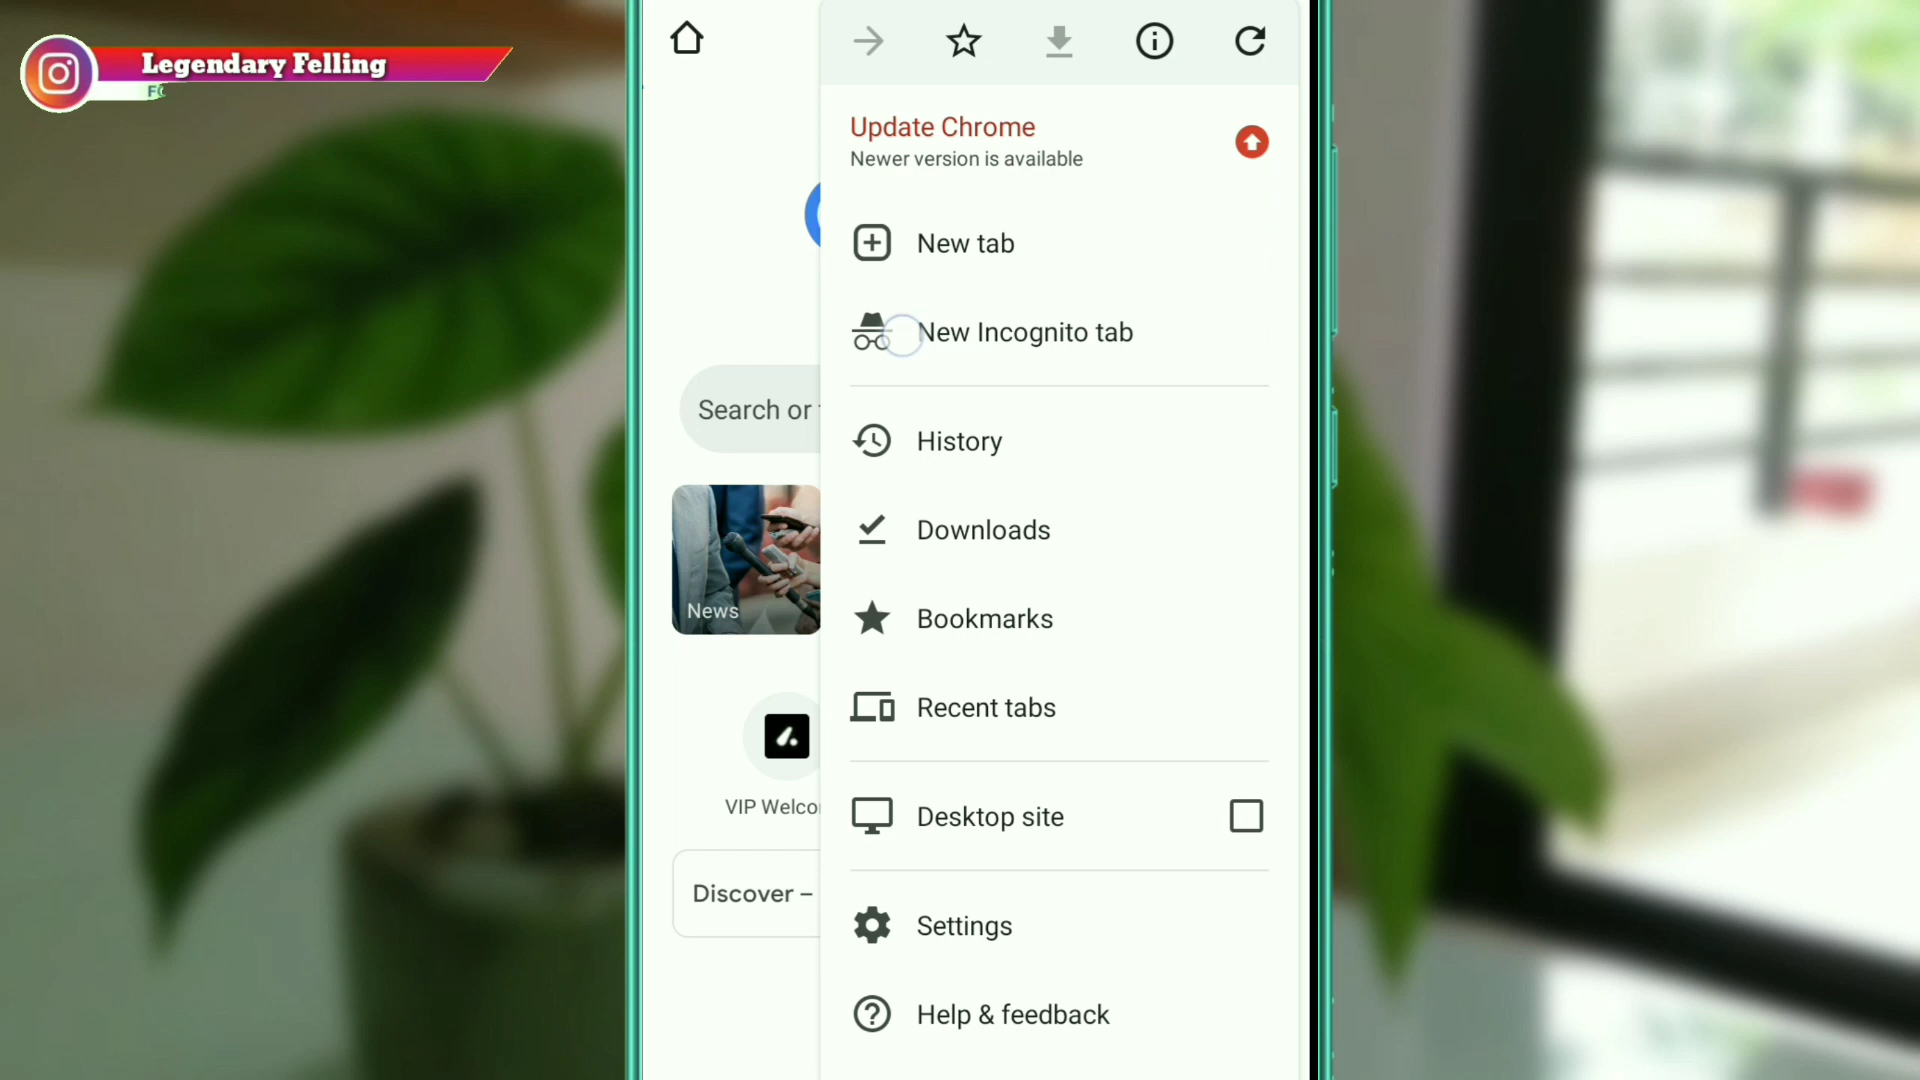 Legendary Felling
Update Chrome
Newer version is available
New tab
New Incognito tab
Search or
History
Downloads
News
Bookmarks
Recent tabs
VIP Welco
Desktop site
Discover –
Settings
Help & feedback